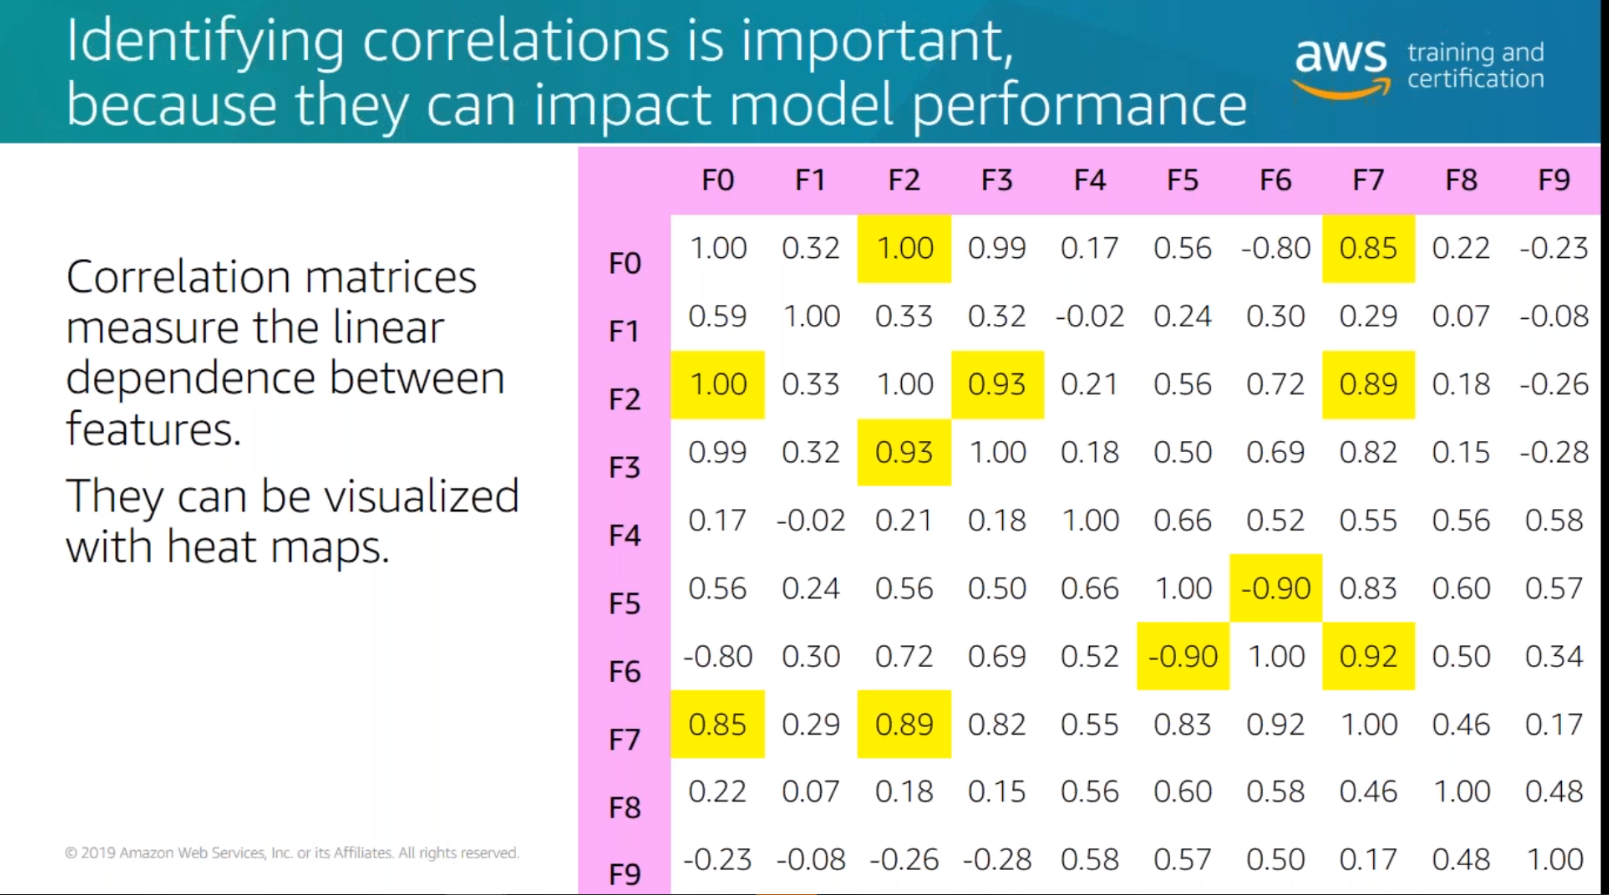 Identifying correlations is important,
because they can impact model performance
aws training and
certification
Correlation matrices
measure the linear
dependence between
features.
They can be visualized
with heat maps.
F0 F1 F2 F3 F4 F5 F6 F7 F8 F9
F0 1.00 0.32 1.00 0.99 0.17 0.56 -0.80 0.85 0.22 -0.23
F1 0.59 1.00 0.33 0.32 -0.02 0.24 0.30 0.29 0.07 -0.08
F2 1.00 0.33 1.00 0.93 0.21 0.56 0.72 0.89 0.18 -0.26
F3 0.99 0.32 0.93 1.00 0.18 0.50 0.69 0.82 0.15 -0.28
F4 0.17 -0.02 0.21 0.18 1.00 0.66 0.52 0.55 0.56 0.58
F5 0.56 0.24 0.56 0.50 0.66 1.00 -0.90 0.83 0.60 0.57
F6 -0.80 0.30 0.72 0.69 0.52 -0.90 1.00 0.92 0.50 0.34
F7 0.85 0.29 0.89 0.82 0.55 0.83 0.92 1.00 0.46 0.17
F8 0.22 0.07 0.18 0.15 0.56 0.60 0.58 0.46 1.00 0.48
F9 -0.23 -0.08 -0.26 -0.28 0.58 0.57 0.50 0.17 0.48 1.00
© 2019 Amazon Web Services, Inc. or its Affiliates. All rights reserved.